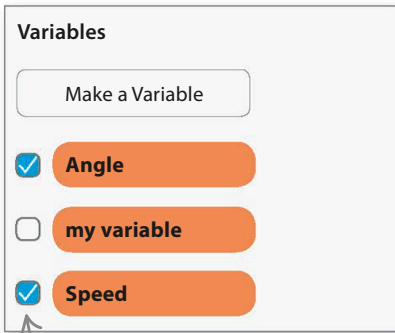 Variables
Make a Variable
Angle
my variable
Speed